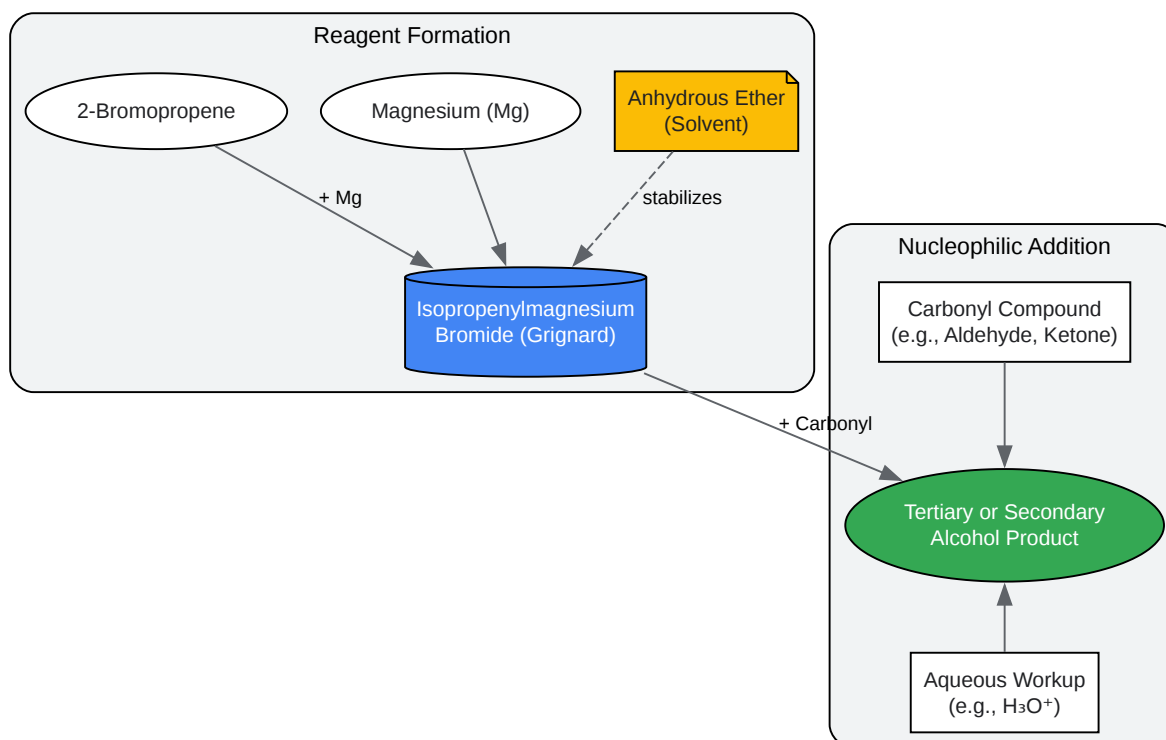 Reagent Formation
2-Bromopropene
Magnesium (Mg)
Anhydrous Ether
(Solvent)
+ Mg
stabilizes
Isopropenylmagnesium
Bromide (Grignard)
+ Carbonyl
Nucleophilic Addition
Carbonyl Compound
(e.g., Aldehyde, Ketone)
Tertiary or Secondary
Alcohol Product
Aqueous Workup
(e.g., H₃O⁺)